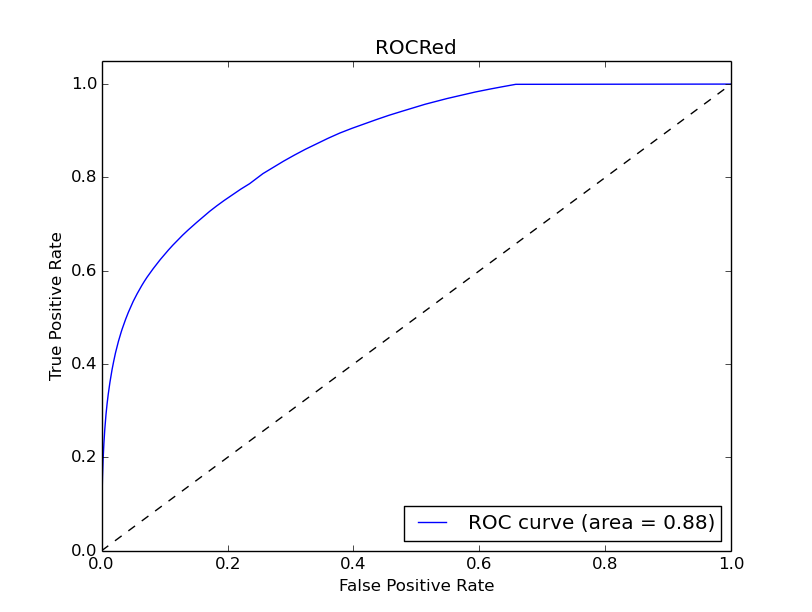 ROCRed
True Positive Rate
1.0
0.8
0.6
0.4
0.2
0.0
ROC curve (area = 0.88)
0.0 0.2 0.4 0.6 0.8 1.0
False Positive Rate